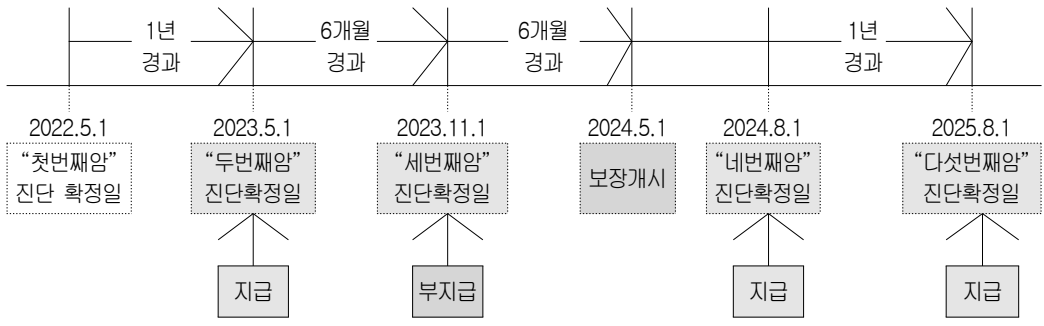 1년
경과
6개월
경과
6개월
경과
1년
경과
2022.5.1
“첫번째암”
진단 확정일
2023.5.1
“두번째암”
진단확정일
2023.11.1
“세번째암”
진단확정일
2024.5.1
보장개시
2024.8.1
“네번째암”
진단확정일
2025.8.1
“다섯번째암”
진단확정일
지급
부지급
지급
지급